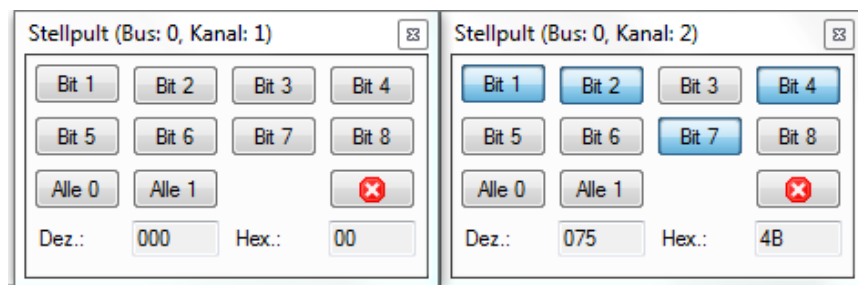 Stellpult (Bus: 0, Kanal: 1)
Bit 1 Bit 2 Bit 3 Bit 4
Bit 5 Bit 6 Bit 7 Bit 8
Alle 0 Alle 1
Dez.: 000 Hex.: 00
Stellpult (Bus: 0, Kanal: 2)
Bit 1 Bit 2 Bit 3 Bit 4
Bit 5 Bit 6 Bit 7 Bit 8
Alle 0 Alle 1
Dez.: 075 Hex.: 4B